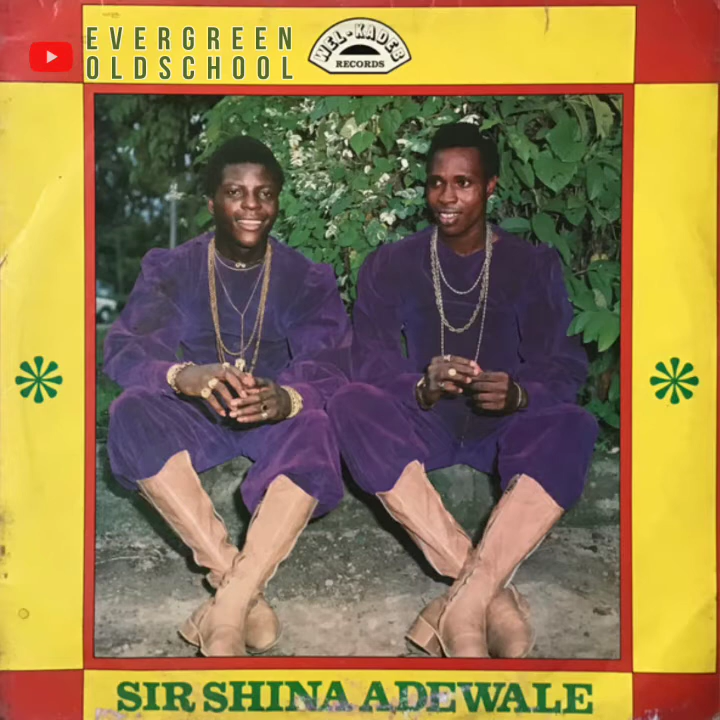 EVERGREEN
OLDSCHOOL
WEL-KADEB
RECORDS
SIR SHINA ADEWALE